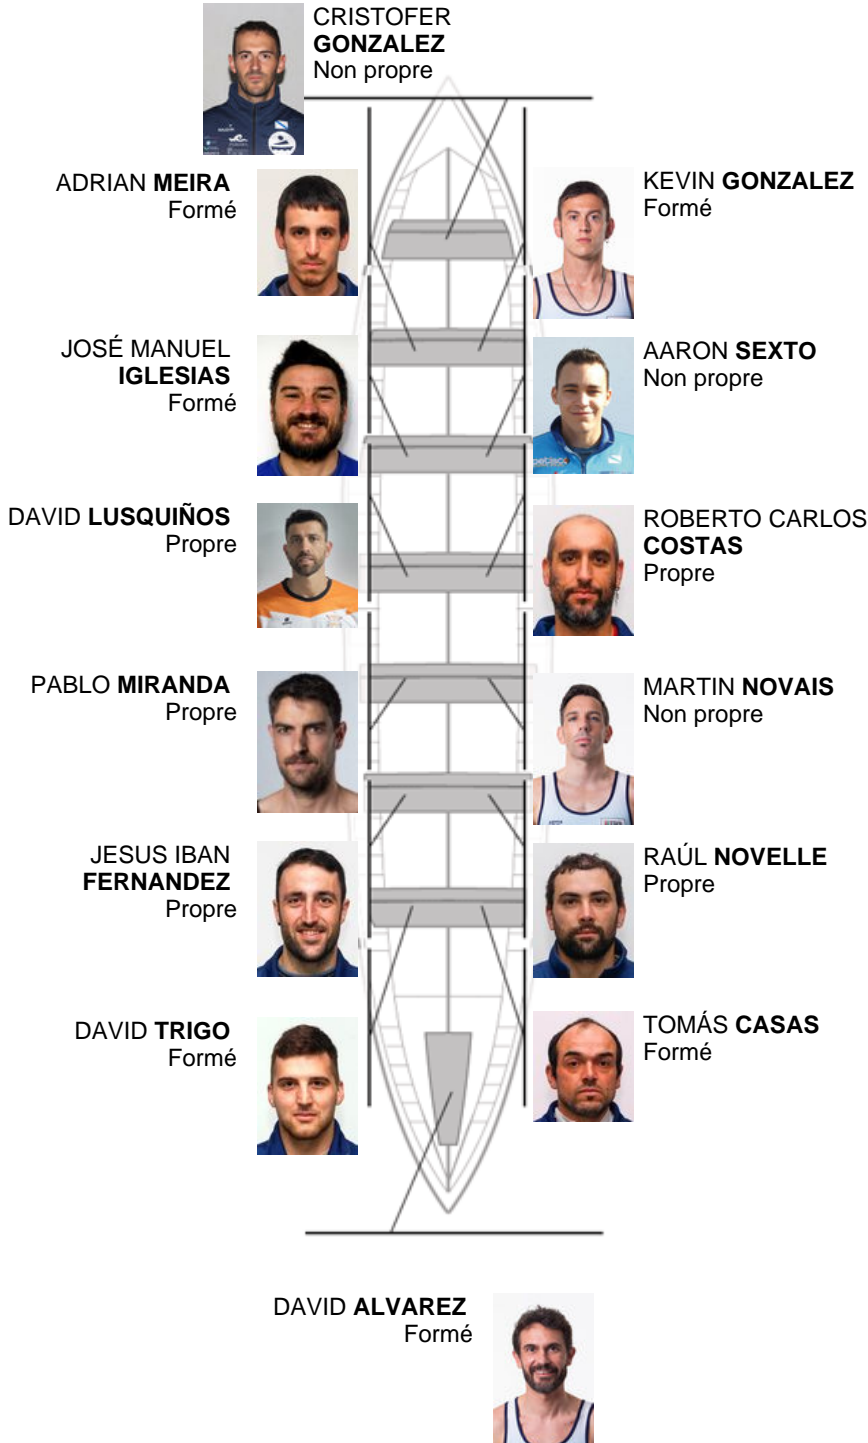 CRISTOFER
GONZALEZ
Non propre
ADRIAN MEIRA
Formé
KEVIN GONZALEZ
Formé
JOSÉ MANUEL
IGLESIAS
Formé
AARON SEXTO
Non propre
DAVID LUSQUIÑOS
Propre
ROBERTO CARLOS
COSTAS
Propre
PABLO MIRANDA
Propre
MARTIN NOVAIS
Non propre
JESUS IBAN
FERNANDEZ
Propre
RAÚL NOVELLE
Propre
DAVID TRIGO
Formé
TOMÁS CASAS
Formé
DAVID ALVAREZ
Formé